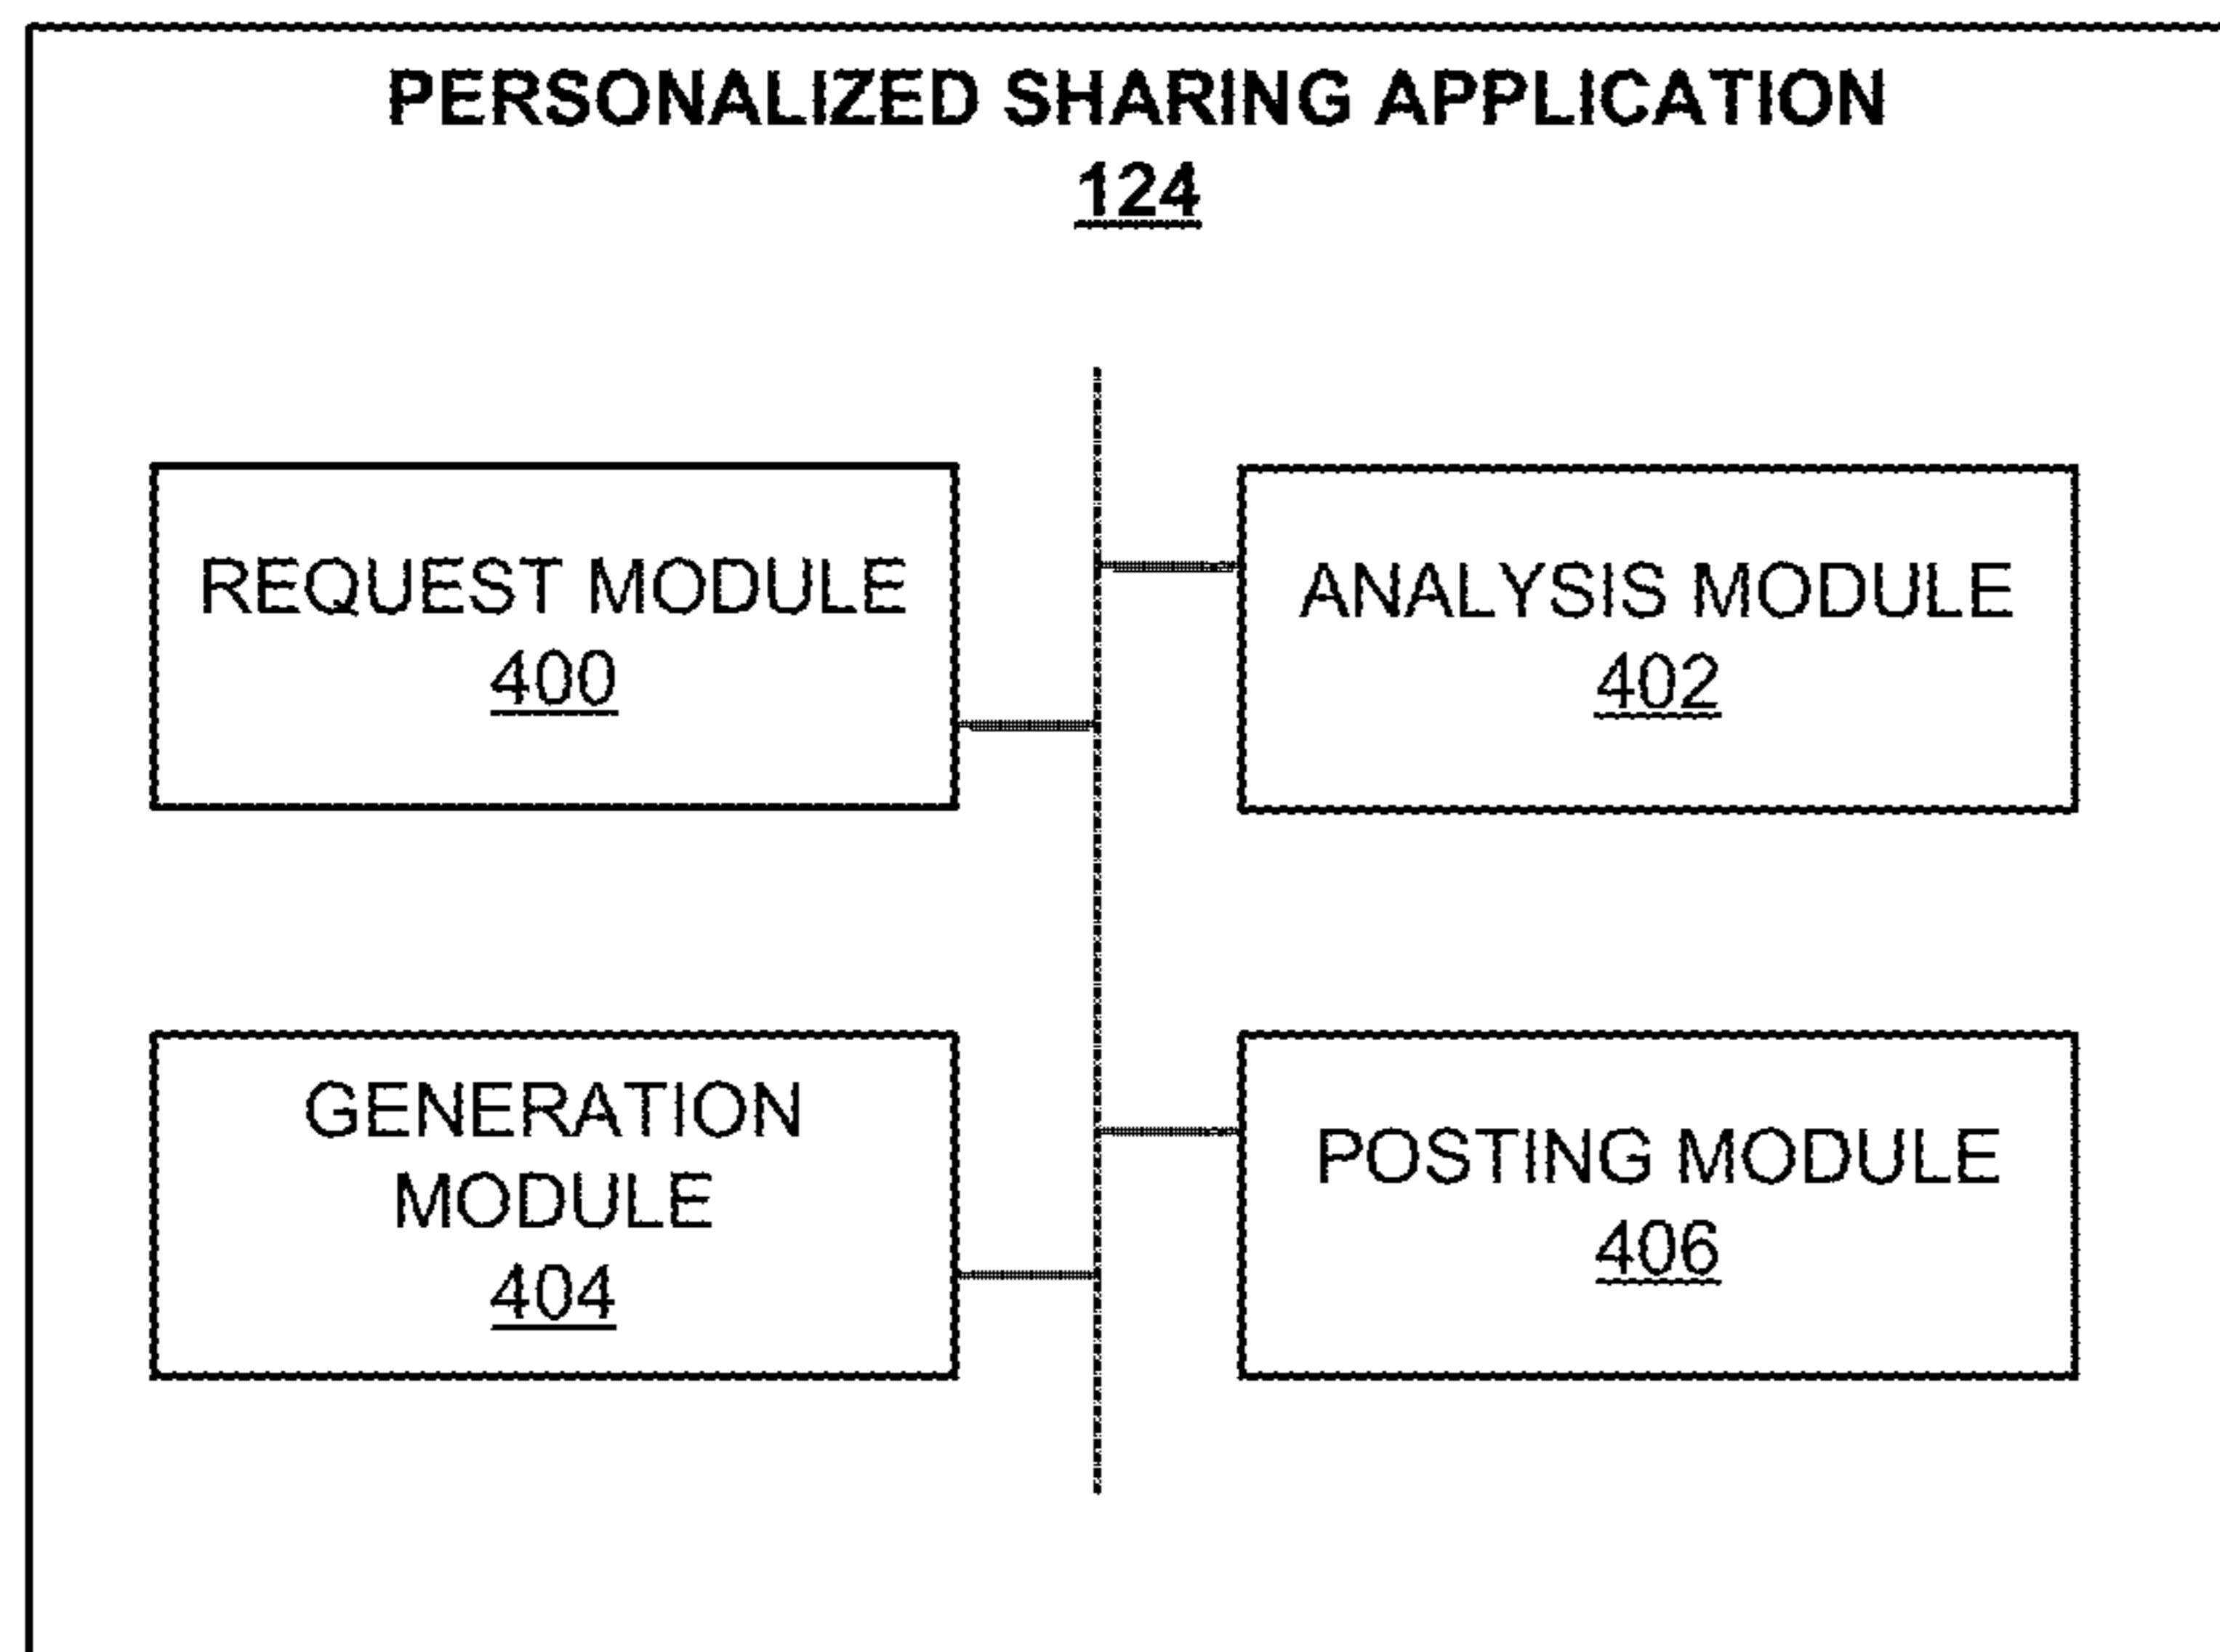 PERSONALIZED SHARING APPLICATION
124
REQUEST MODULE
400
ANALYSIS MODULE
402
GENERATION
MODULE
404
POSTING MODULE
406